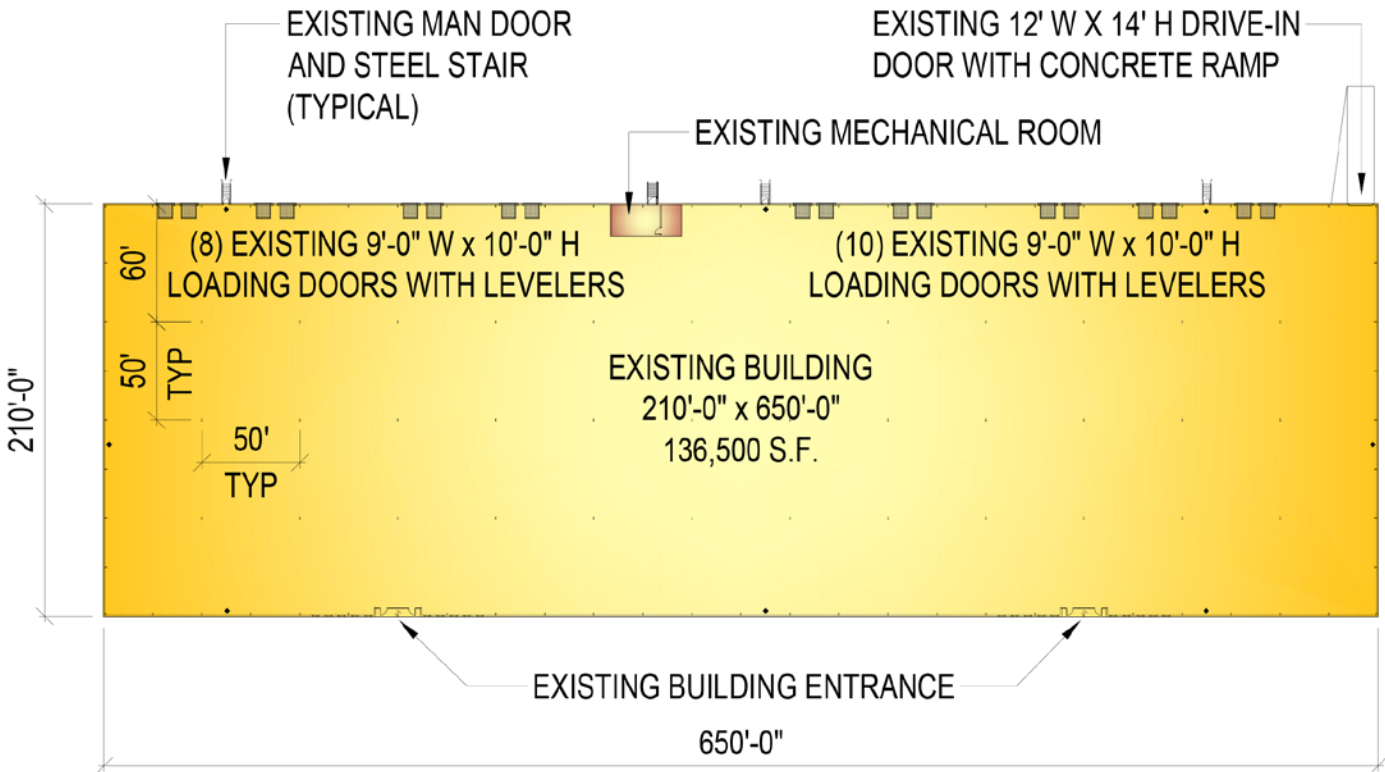 EXISTING MAN DOOR
AND STEEL STAIR
(TYPICAL)
EXISTING 12' W X 14' H DRIVE-IN
DOOR WITH CONCRETE RAMP
EXISTING MECHANICAL ROOM
(8) EXISTING 9'-0" W x 10'-0" H
LOADING DOORS WITH LEVELERS
(10) EXISTING 9'-0" W x 10'-0" H
LOADING DOORS WITH LEVELERS
60'
50'
TYP
210'-0"
50'
TYP
EXISTING BUILDING
210'-0" x 650'-0"
136,500 S.F.
EXISTING BUILDING ENTRANCE
650'-0"